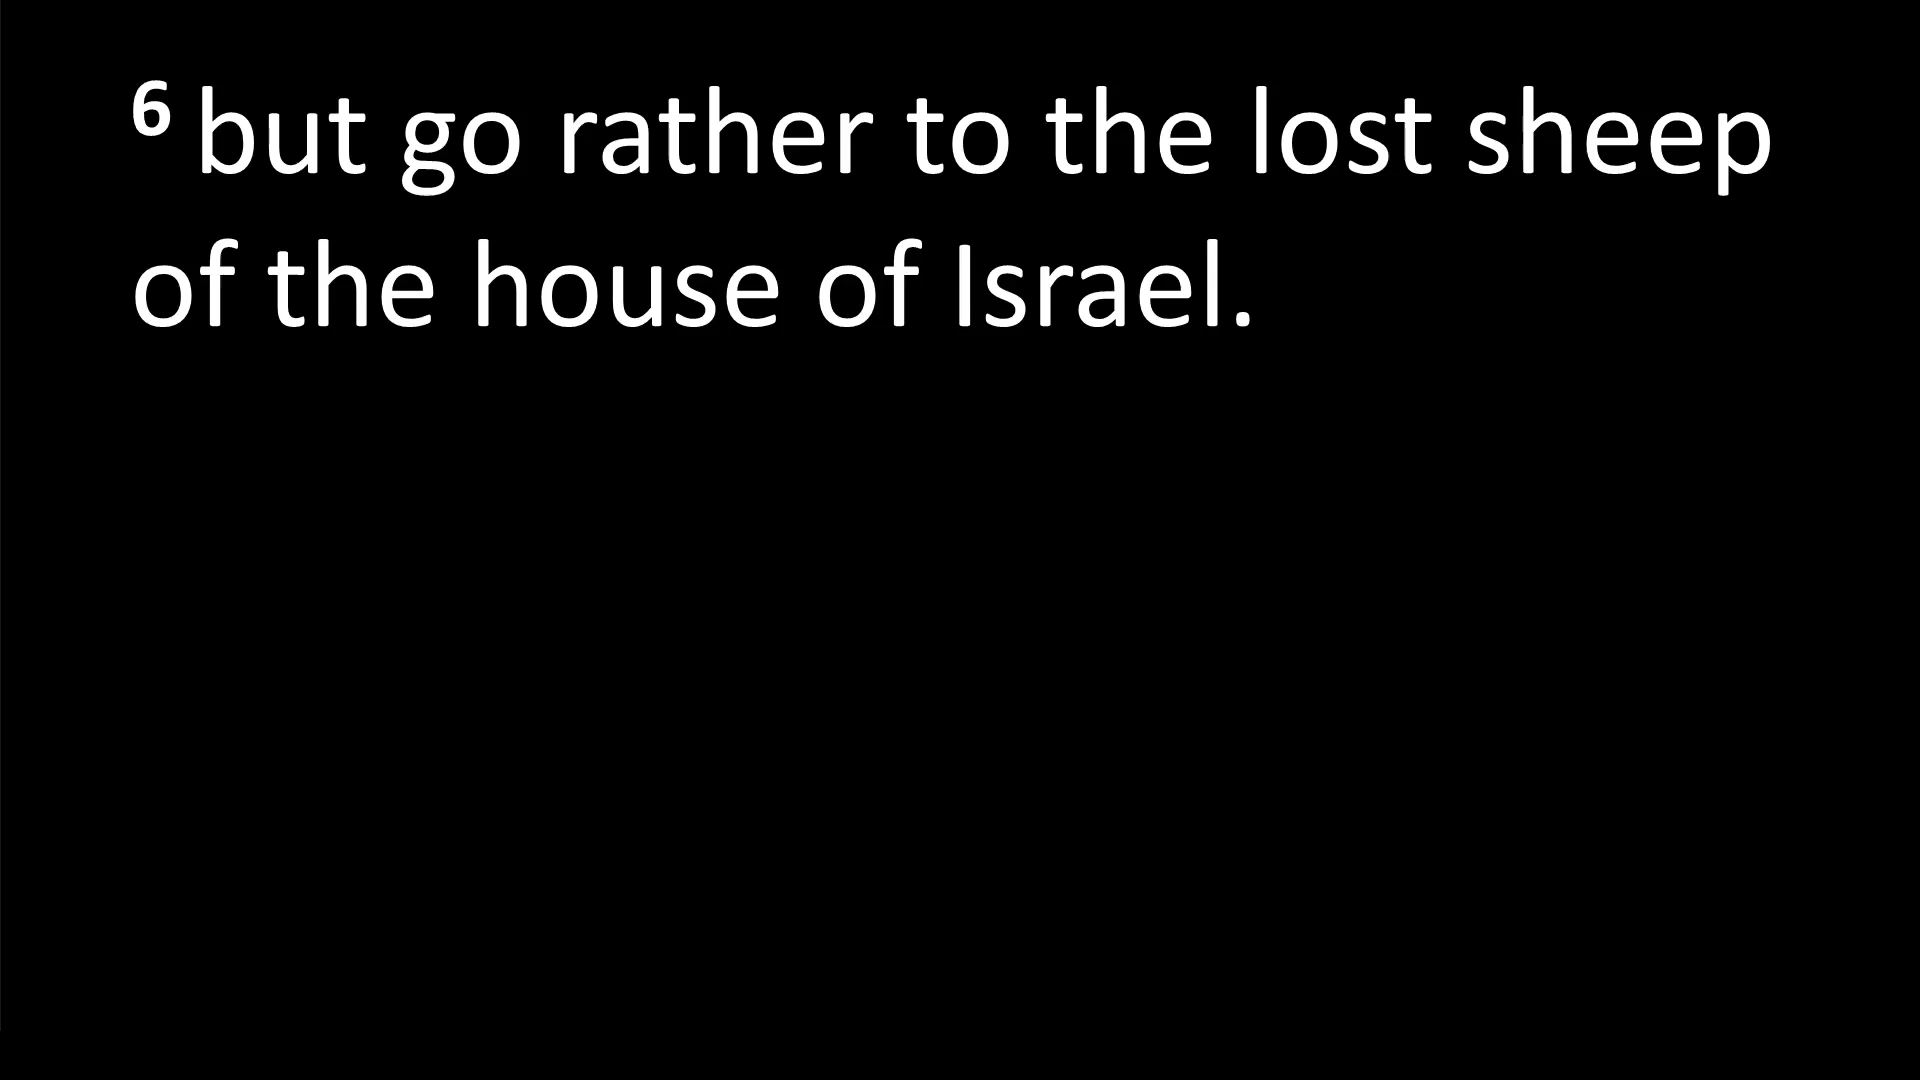 6 but go rather to the lost sheep
of the house of Israel.